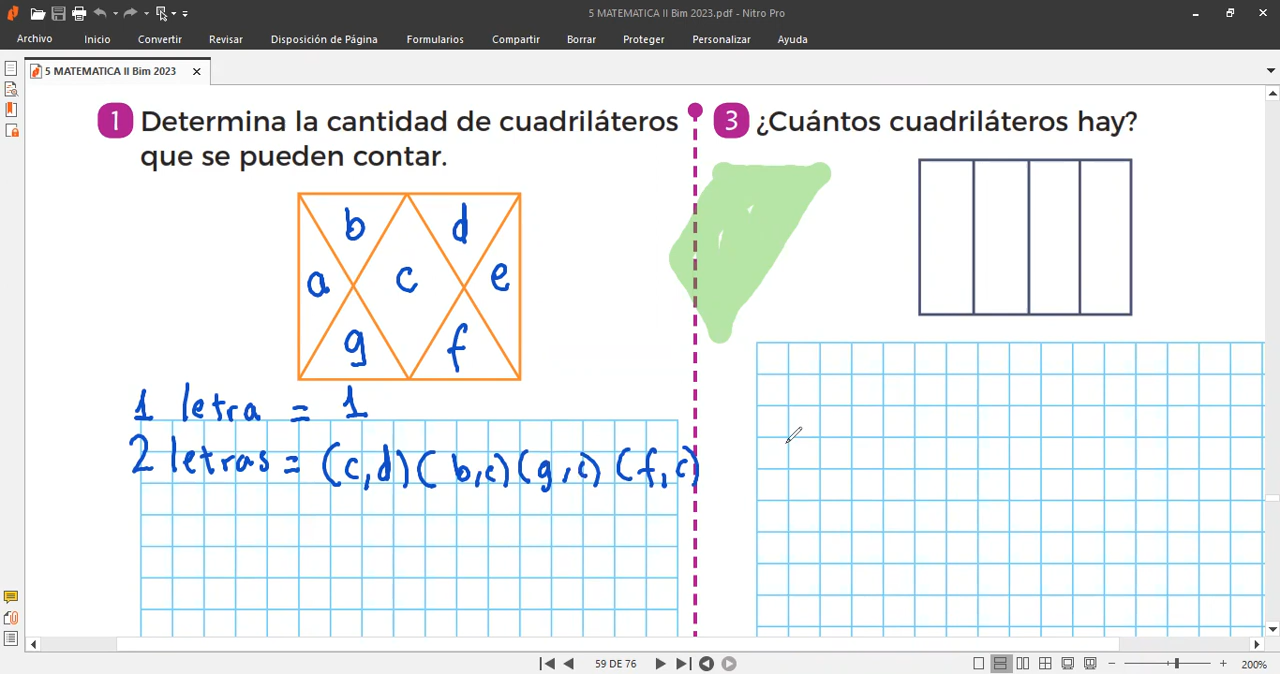 5 MATEMATICA II Bim 2023.pdf - Nitro Pro
Archivo Inicio Convertir Revisar Disposición de Página Formularios Compartir Borrar Proteger Personalizar Ayuda
5 MATEMATICA II Bim 2023
1 Determina la cantidad de cuadriláteros
que se pueden contar.
b d
a c e
g f
1 letra = 1
2 letras = (c,d) (b,c) (g,c) (f,c)
3 ¿Cuántos cuadriláteros hay?
59 DE 76
200%